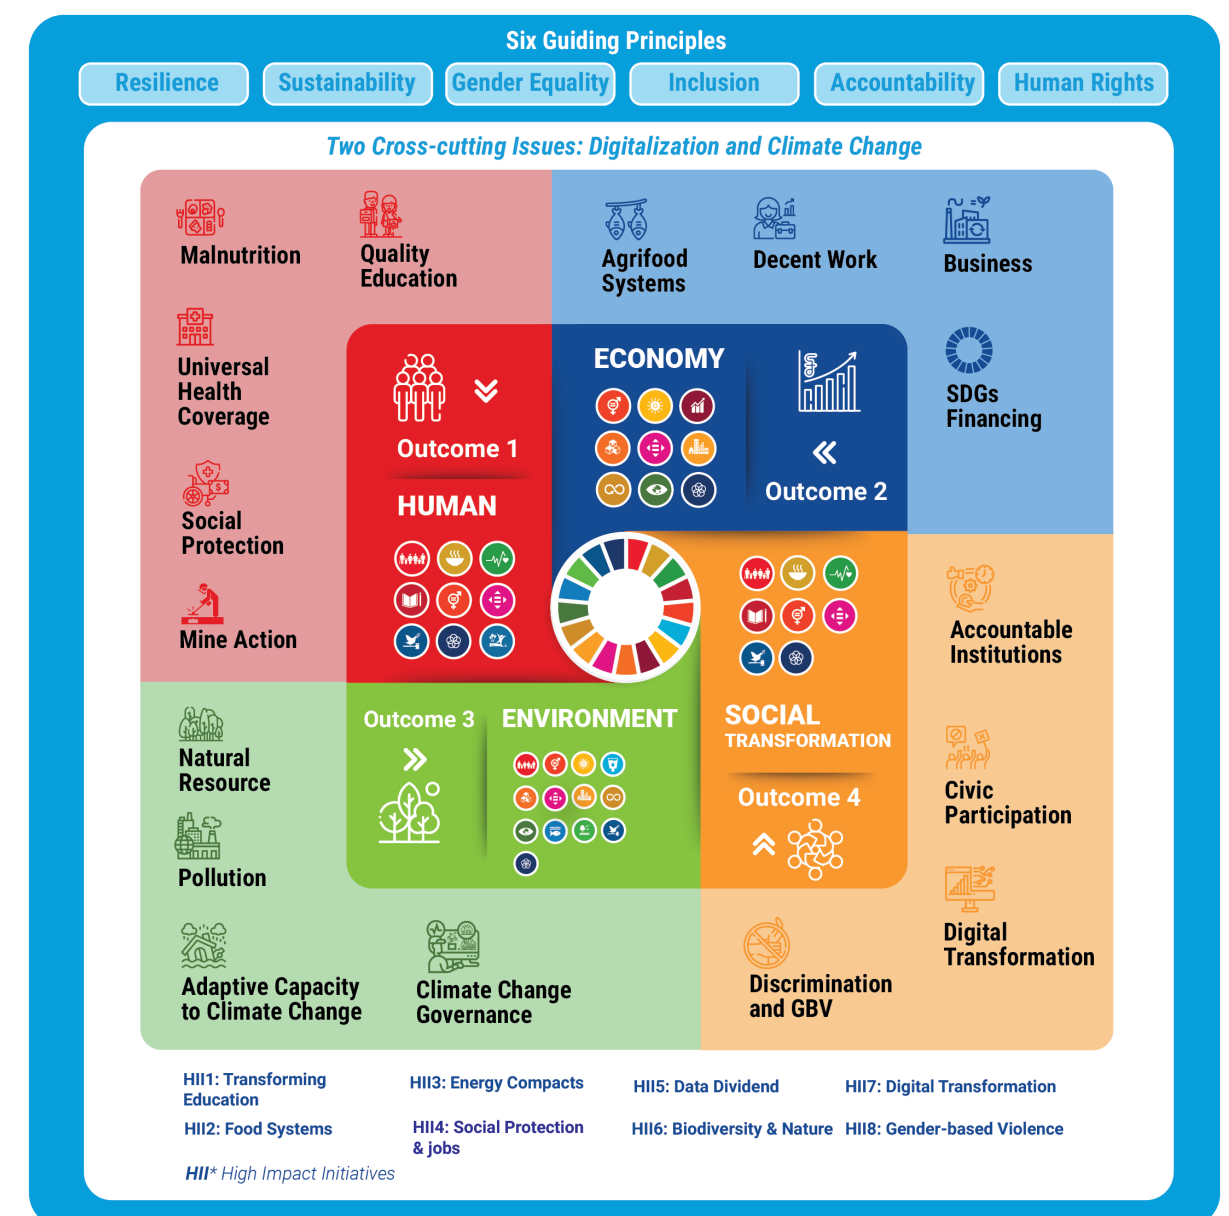 Six Guiding Principles
Resilience
Sustainability
Gender Equality
Inclusion
Accountability
Human Rights
Two Cross-cutting Issues: Digitalization and Climate Change
Malnutrition
Quality
Education
Universal
Health
Coverage
Social
Protection
Mine Action
Agrifood
Systems
Decent Work
Business
SDGs
Financing
Outcome 1
HUMAN
ECONOMY
USD
Outcome 2
Outcome 3
ENVIRONMENT
SOCIAL
TRANSFORMATION
Outcome 4
Natural
Resource
Pollution
Adaptive Capacity
to Climate Change
Climate Change
Governance
Accountable
Institutions
Civic
Participation
Digital
Transformation
Discrimination
and GBV
HII1: Transforming
Education
HII2: Food Systems
HII3: Energy Compacts
HII4: Social Protection
& jobs
HII5: Data Dividend
HII6: Biodiversity & Nature
HII7: Digital Transformation
HII8: Gender-based Violence
HII* High Impact Initiatives